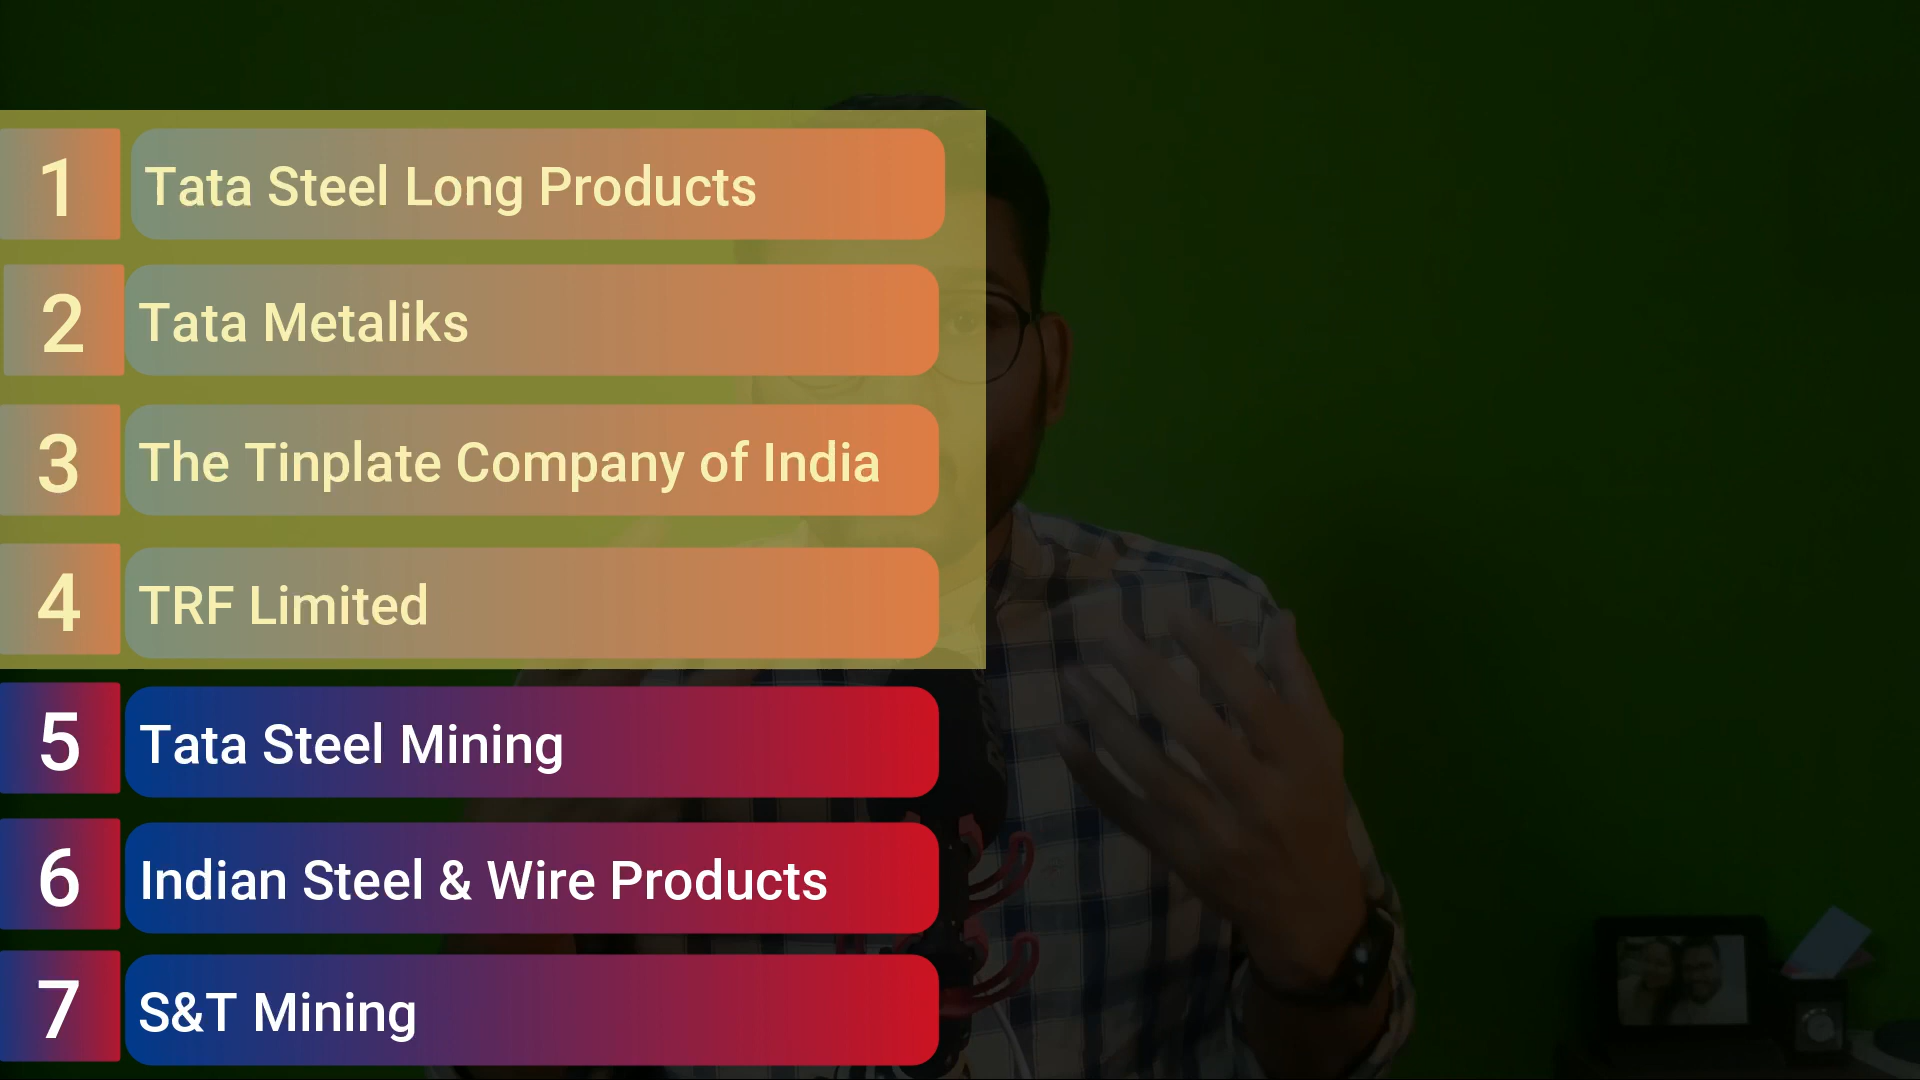 1 Tata Steel Long Products
2 Tata Metaliks
3 The Tinplate Company of India
4 TRF Limited
5 Tata Steel Mining
6 Indian Steel & Wire Products
7 S&T Mining